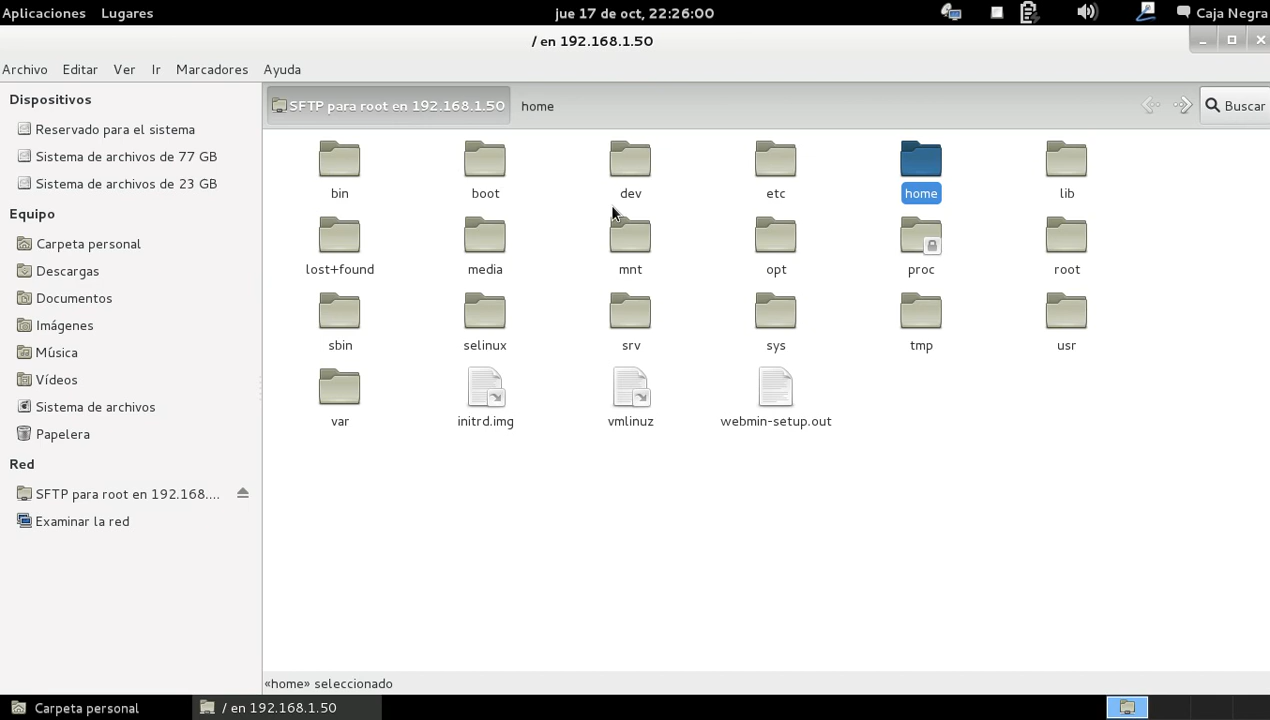 Aplicaciones Lugares jue 17 de oct, 22:26:00 Caja Negra
/ en 192.168.1.50
Archivo Editar Ver Ir Marcadores Ayuda
Dispositivos
Reservado para el sistema
Sistema de archivos de 77 GB
Sistema de archivos de 23 GB
Equipo
Carpeta personal
Descargas
Documentos
Imágenes
Música
Vídeos
Sistema de archivos
Papelera
Red
SFTP para root en 192.168....
Examinar la red
SFTP para root en 192.168.1.50 home Buscar
bin boot dev etc home lib
lost+found media mnt opt proc root
sbin selinux srv sys tmp usr
var initrd.img vmlinuz webmin-setup.out
«home» seleccionado
Carpeta personal / en 192.168.1.50